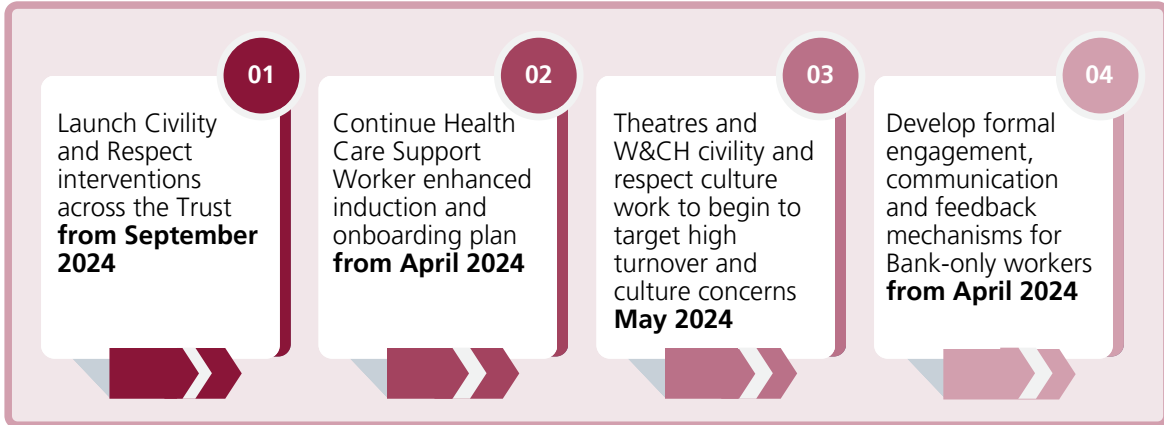 01
Launch Civility
and Respect
interventions
across the Trust
from September
2024
02
Continue Health
Care Support
Worker enhanced
induction and
onboarding plan
from April 2024
03
Theatres and
W&CH civility and
respect culture
work to begin to
target high
turnover and
culture concerns
May 2024
04
Develop formal
engagement,
communication
and feedback
mechanisms for
Bank-only workers
from April 2024